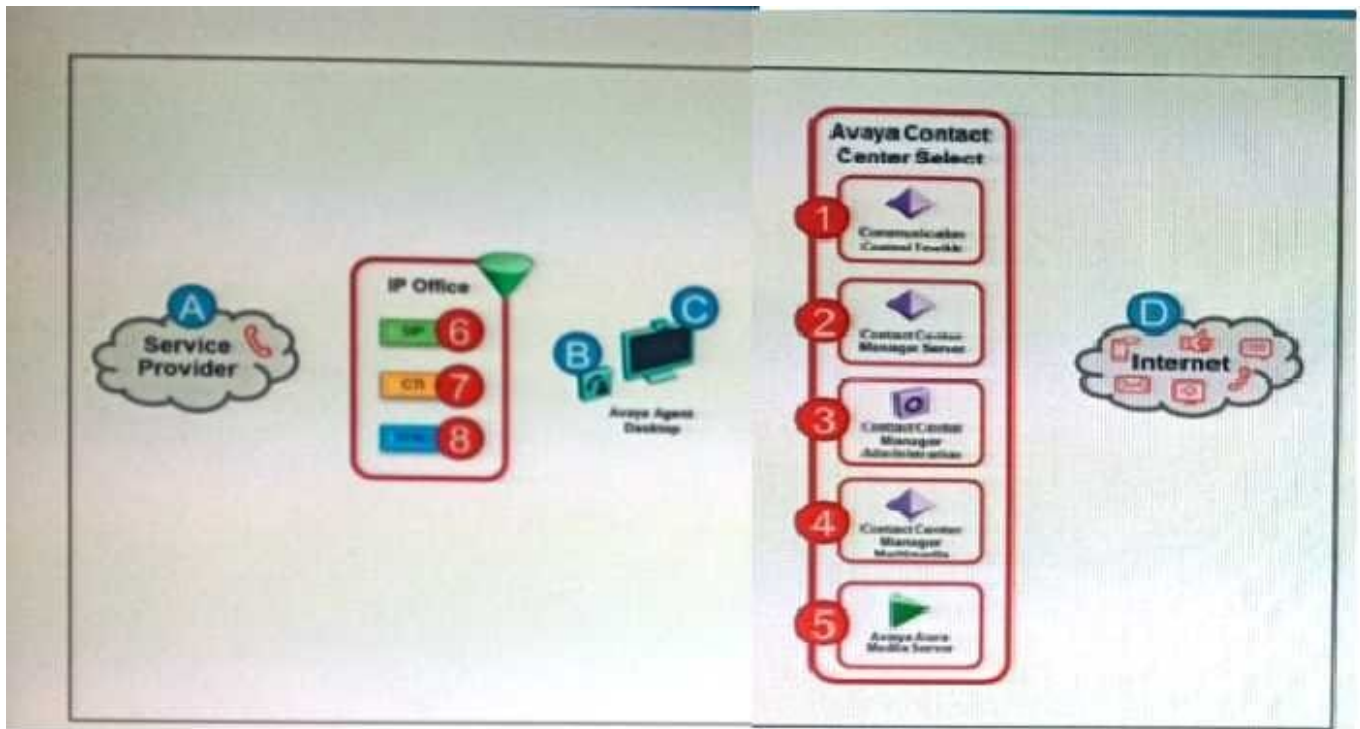 Avaya Contact
Center Select
1
Communication
Control Toolkit
2
Contact Center
Manager Server
3
Contact Center
Manager
Administration
4
Contact Center
Manager
Multimedia
5
Avaya Aura
Media Server
A
Service
Provider
IP Office
SIP
6
CTI
7
8
B
C
Avaya Agent
Desktop
D
Internet